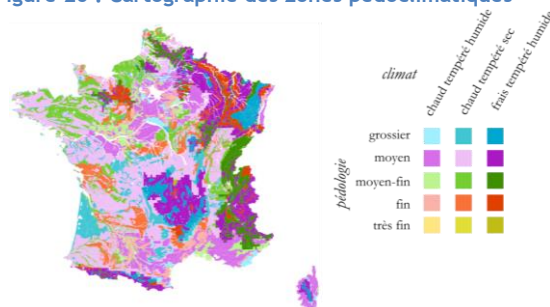 Figure 20 : Cartographie des zones pédoclimatiques
climat
chaud tempéré humide
chaud tempéré sec
frais tempéré humide
pédologie
grossier
moyen
moyen-fin
fin
très fin